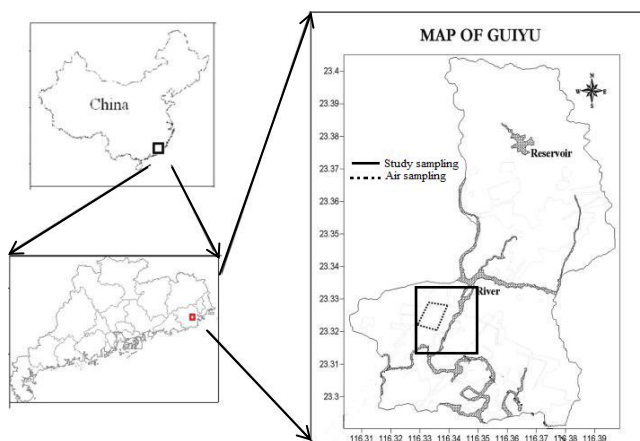 China
MAP OF GUIYU
N
W E
S
23.4
23.39
23.38
23.37
23.36
23.35
23.34
23.33
23.32
23.31
23.3
Reservoir
Study sampling
Air sampling
River
116.31 116.32 116.33 116.34 116.35 116.36 116.37 116.38 116.39